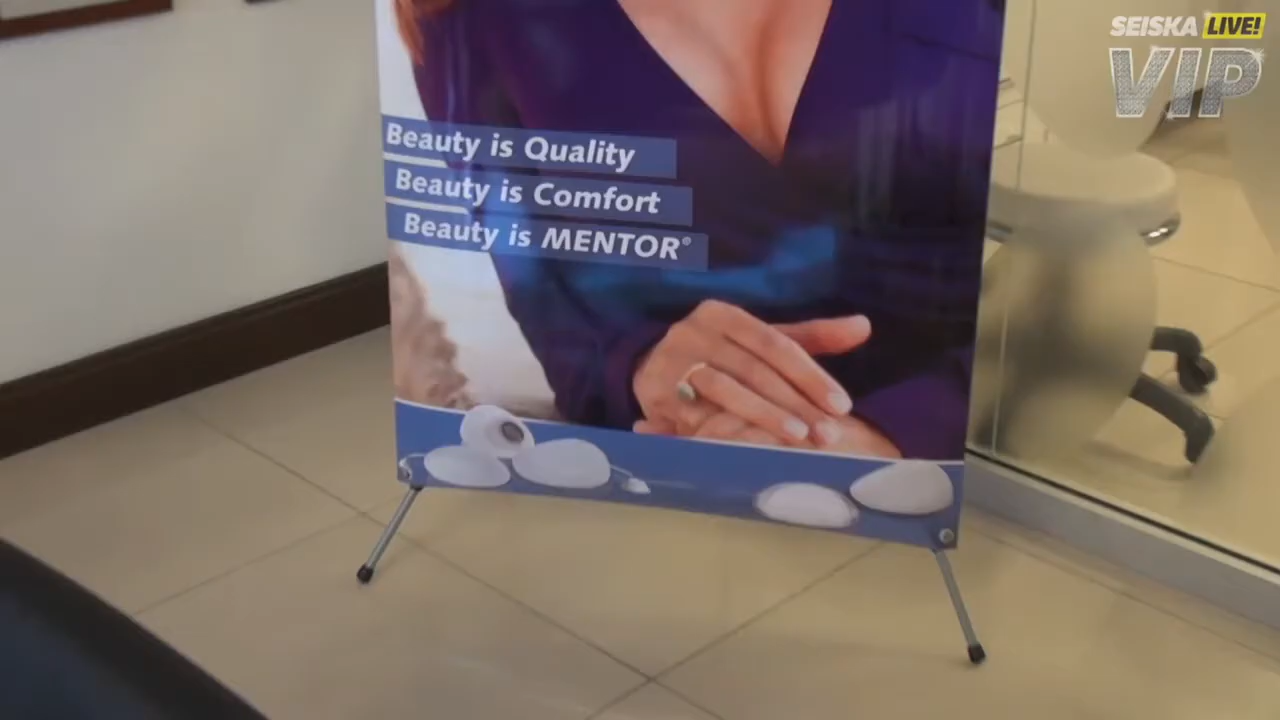 SEISKA LIVE!
VIP
Beauty is Quality
Beauty is Comfort
Beauty is MENTOR®